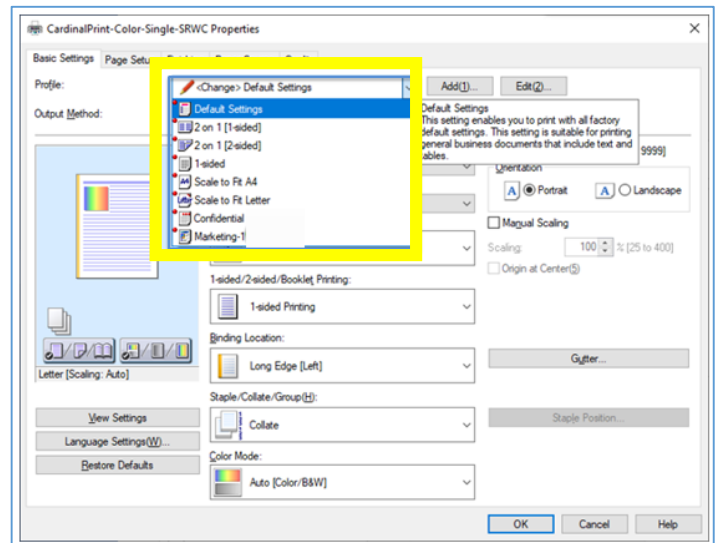 CardinalPrint-Color-Single-SRWC Properties
Basic Settings Page Setup
Profile:
<Change> Default Settings
Add(1)... Edit(2)...
Output Method:
Default Settings
2 on 1 [1-sided]
2 on 1 [2-sided]
1-sided
Scale to Fit A4
Scale to Fit Letter
Confidential
Marketing-1
Default Settings
This setting enables you to print with all factory
default settings. This setting is suitable for printing
general business documents that include text and
tables.
9999]
Orientation
A Portrait A Landscape
Manual Scaling
Scaling: 100 % [25 to 400]
Origin at Center(5)
1-sided/2-sided/Booklet Printing:
1-sided Printing
Binding Location:
Long Edge [Left]
Gutter...
Letter [Scaling: Auto]
Staple/Collate/Group(H):
Collate
Staple Position...
View Settings
Language Settings(W)...
Restore Defaults
Color Mode:
Auto [Color/B&W]
OK Cancel Help